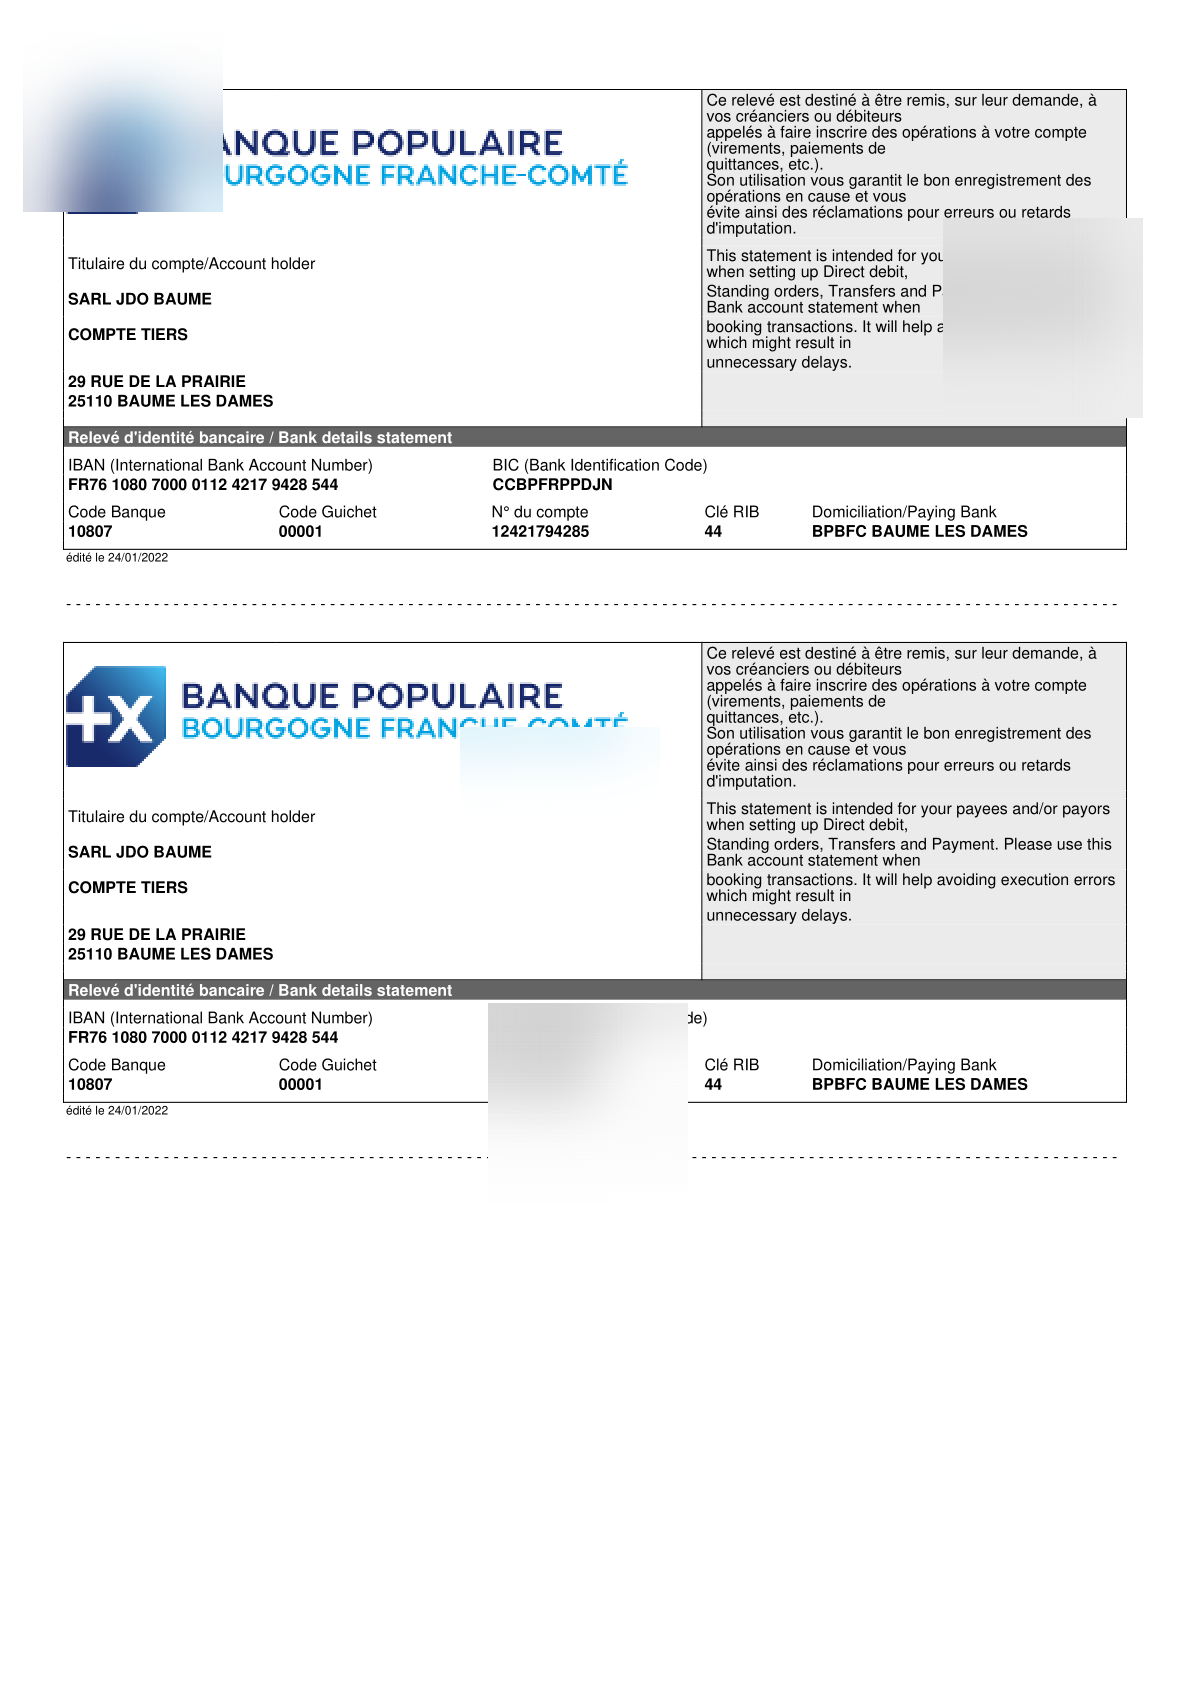 ANQUE POPULAIRE
OURGOGNE FRANCHE-COMTÉ
Ce relevé est destiné à être remis, sur leur demande, à
vos créanciers ou débiteurs
appelés à faire inscrire des opérations à votre compte
(virements, paiements de
quittances, etc.).
Son utilisation vous garantit le bon enregistrement des
opérations en cause et vous
évite ainsi des réclamations pour erreurs ou retards
d'imputation.
This statement is intended for you
when setting up Direct debit,
Standing orders, Transfers and P
Bank account statement when
booking transactions. It will help a
which might result in
unnecessary delays.
Titulaire du compte/Account holder
SARL JDO BAUME
COMPTE TIERS
29 RUE DE LA PRAIRIE
25110 BAUME LES DAMES
Relevé d'identité bancaire / Bank details statement
IBAN (International Bank Account Number) BIC (Bank Identification Code)
FR76 1080 7000 0112 4217 9428 544 CCBPFRPPDJN
Code Banque Code Guichet N° du compte Clé RIB Domiciliation/Paying Bank
10807 00001 12421794285 44 BPBFC BAUME LES DAMES
édité le 24/01/2022
+X BANQUE POPULAIRE
BOURGOGNE FRANCHE-COMTÉ
Ce relevé est destiné à être remis, sur leur demande, à
vos créanciers ou débiteurs
appelés à faire inscrire des opérations à votre compte
(virements, paiements de
quittances, etc.).
Son utilisation vous garantit le bon enregistrement des
opérations en cause et vous
évite ainsi des réclamations pour erreurs ou retards
d'imputation.
This statement is intended for your payees and/or payors
when setting up Direct debit,
Standing orders, Transfers and Payment. Please use this
Bank account statement when
booking transactions. It will help avoiding execution errors
which might result in
unnecessary delays.
Titulaire du compte/Account holder
SARL JDO BAUME
COMPTE TIERS
29 RUE DE LA PRAIRIE
25110 BAUME LES DAMES
Relevé d'identité bancaire / Bank details statement
IBAN (International Bank Account Number) de)
FR76 1080 7000 0112 4217 9428 544
Code Banque Code Guichet Clé RIB Domiciliation/Paying Bank
10807 00001 44 BPBFC BAUME LES DAMES
édité le 24/01/2022